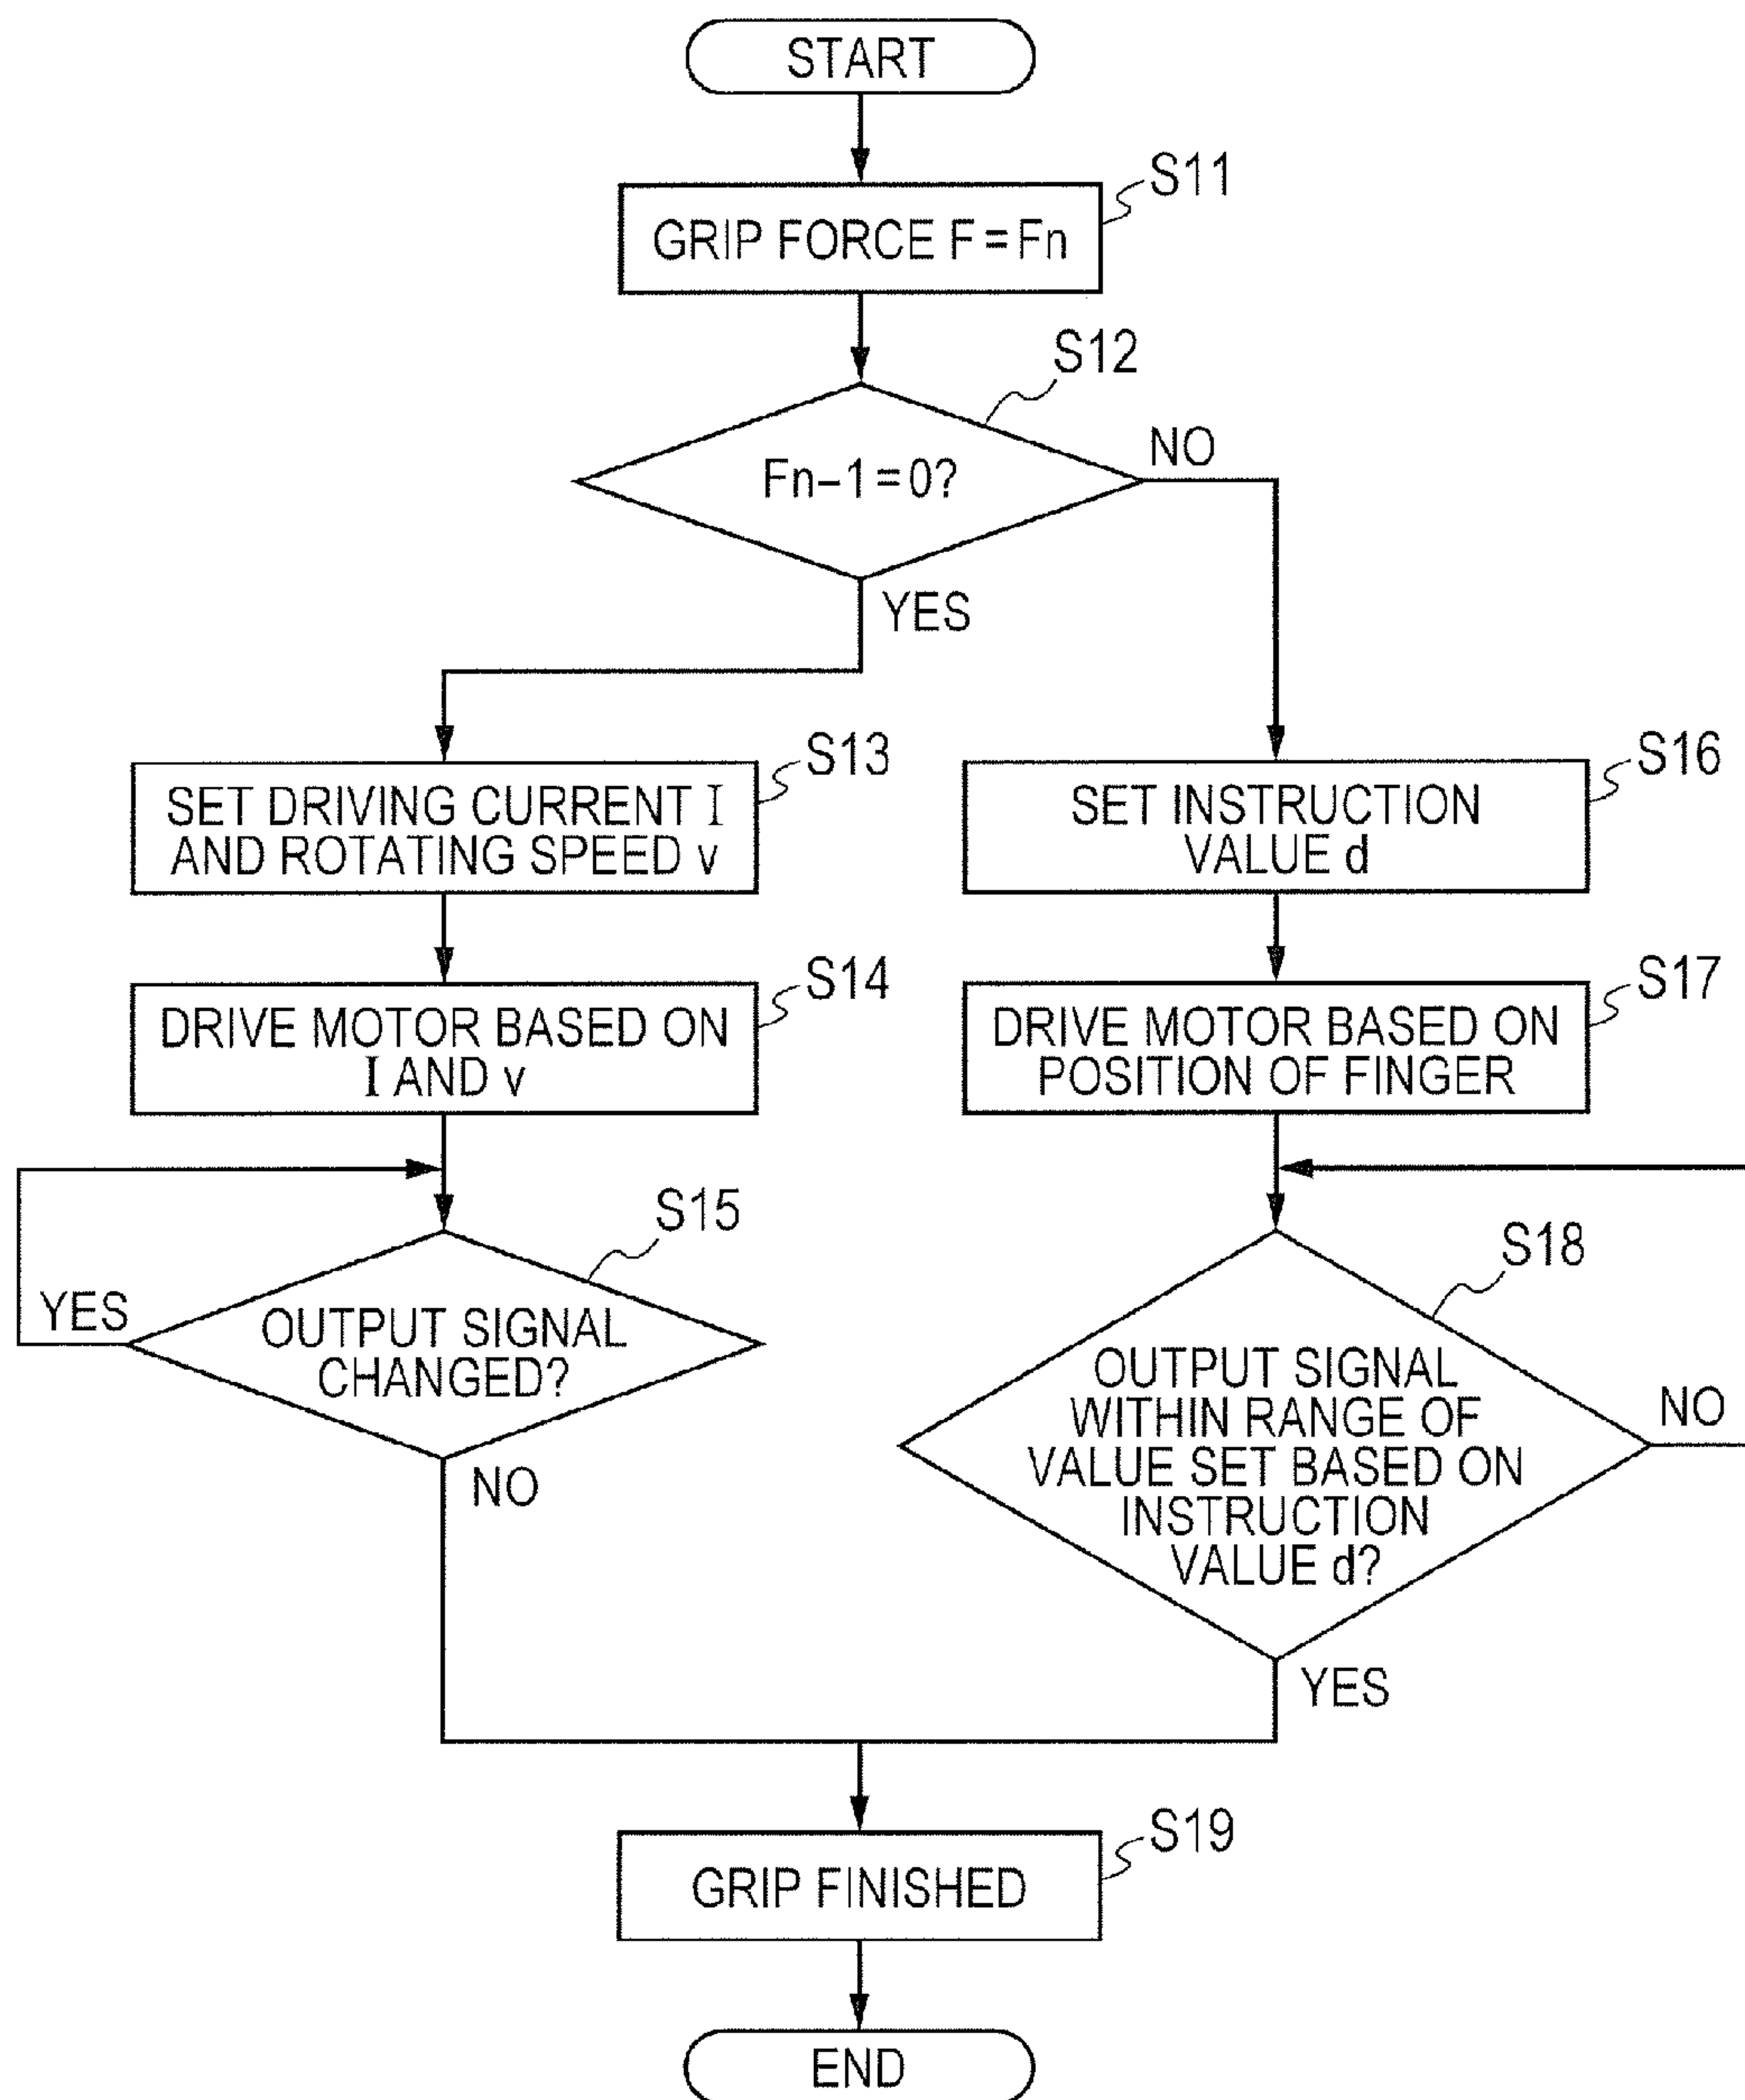 START
S11
GRIP FORCE F = Fn
S12
Fn−1 = 0?
NO
YES
S13
SET DRIVING CURRENT I
AND ROTATING SPEED v
S16
SET INSTRUCTION
VALUE d
S14
DRIVE MOTOR BASED ON
I AND v
S17
DRIVE MOTOR BASED ON
POSITION OF FINGER
S15
YES
OUTPUT SIGNAL
CHANGED?
NO
S18
OUTPUT SIGNAL
WITHIN RANGE OF
VALUE SET BASED ON
INSTRUCTION
VALUE d?
NO
YES
S19
GRIP FINISHED
END